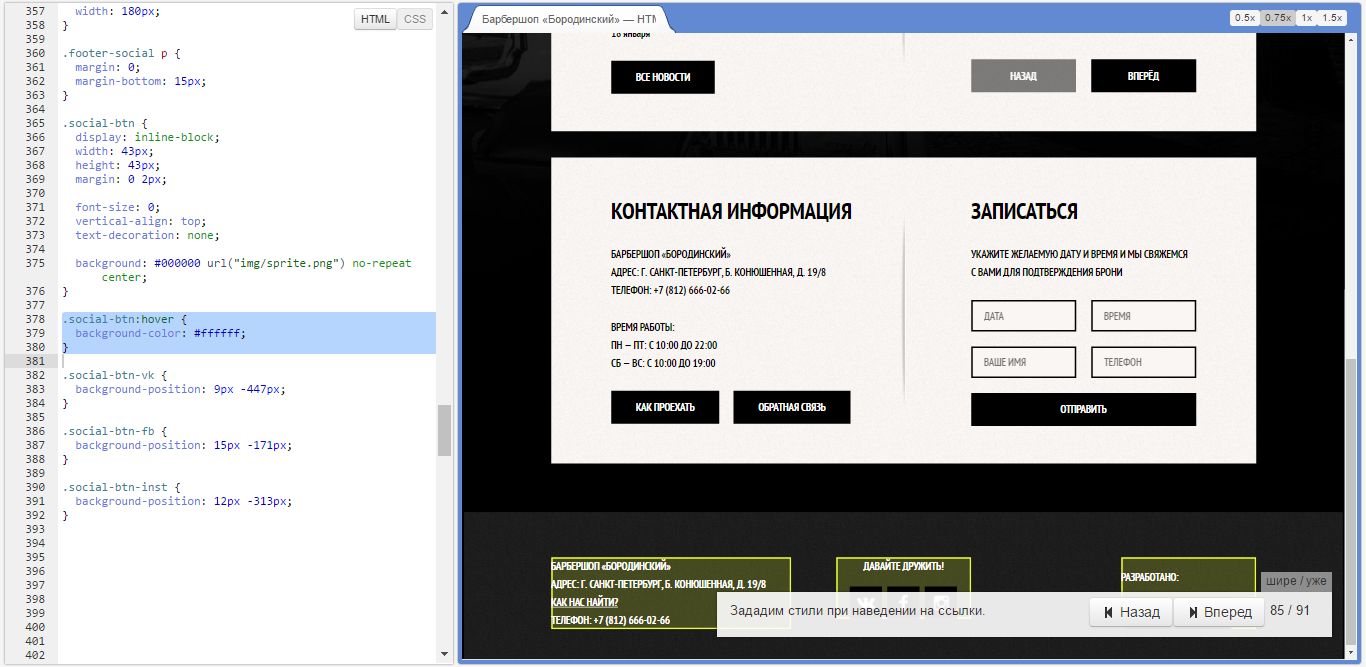 357 width: 180px;
358 }
359
360 .footer-social p {
361 margin: 0;
362 margin-bottom: 15px;
363 }
364
365 .social-btn {
366 display: inline-block;
367 width: 43px;
368 height: 43px;
369 margin: 0 2px;
370
371 font-size: 0;
372 vertical-align: top;
373 text-decoration: none;
374
375 background: #000000 url("img/sprite.png") no-repeat
center;
376 }
377
378 .social-btn:hover {
379 background-color: #ffffff;
380 }
381
382 .social-btn-vk {
383 background-position: 9px -447px;
384 }
385
386 .social-btn-fb {
387 background-position: 15px -171px;
388 }
389
390 .social-btn-inst {
391 background-position: 12px -313px;
392 }
393
394
395
396
397
398
399
400
401
402
HTML CSS
Барбершоп «Бородинский» — HTM
0.5x 0.75x 1x 1.5x
18 января
ВСЕ НОВОСТИ
НАЗАД ВПЕРЁД
КОНТАКТНАЯ ИНФОРМАЦИЯ
БАРБЕРШОП «БОРОДИНСКИЙ»
АДРЕС: Г. САНКТ-ПЕТЕРБУРГ, Б. КОНЮШЕННАЯ, Д. 19/8
ТЕЛЕФОН: +7 (812) 666-02-66
ВРЕМЯ РАБОТЫ:
ПН – ПТ: С 10:00 ДО 22:00
СБ – ВС: С 10:00 ДО 19:00
КАК ПРОЕХАТЬ ОБРАТНАЯ СВЯЗЬ
ЗАПИСАТЬСЯ
УКАЖИТЕ ЖЕЛАЕМУЮ ДАТУ И ВРЕМЯ И МЫ СВЯЖЕМСЯ
С ВАМИ ДЛЯ ПОДТВЕРЖДЕНИЯ БРОНИ
ДАТА ВРЕМЯ
ВАШЕ ИМЯ ТЕЛЕФОН
ОТПРАВИТЬ
БАРБЕРШОП «БОРОДИНСКИЙ»
АДРЕС: Г. САНКТ-ПЕТЕРБУРГ, Б. КОНЮШЕННАЯ, Д. 19/8
КАК НАС НАЙТИ?
ТЕЛЕФОН: +7 (812) 666-02-66
ДАВАЙТЕ ДРУЖИТЬ!
РАЗРАБОТАНО:
шире / уже
Зададим стили при наведении на ссылки.
Назад Вперед 85 / 91